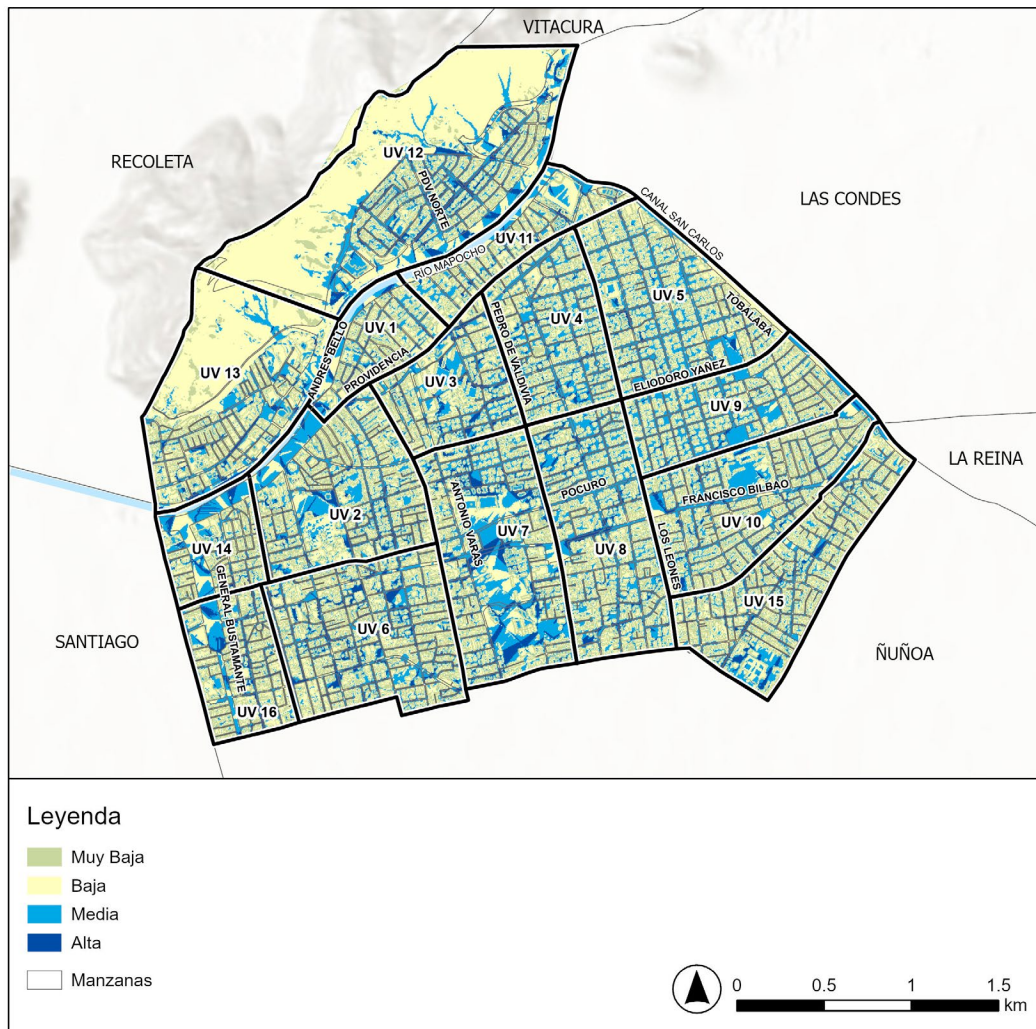 VITACURA
RECOLETA
UV 12
PDV NORTE
LAS CONDES
CANAL SAN CARLOS
UV 11
RÍO MAPOCHO
UV 5
TOBALABA
UV 4
PEDRO DE VALDIVIA
UV 1
ANDRES BELLO
PROVIDENCIA
UV 3
UV 13
ELIODORO YAÑEZ
UV 9
LA REINA
POCURO
FRANCISCO BILBAO
ANTONIO VARAS
UV 2
UV 7
UV 10
UV 8
LOS LEONES
UV 14
GENERAL BUSTAMANTE
UV 15
SANTIAGO
UV 6
ÑUÑOA
UV 16
Leyenda
Muy Baja
Baja
Media
Alta
Manzanas
0 0.5 1 1.5
km